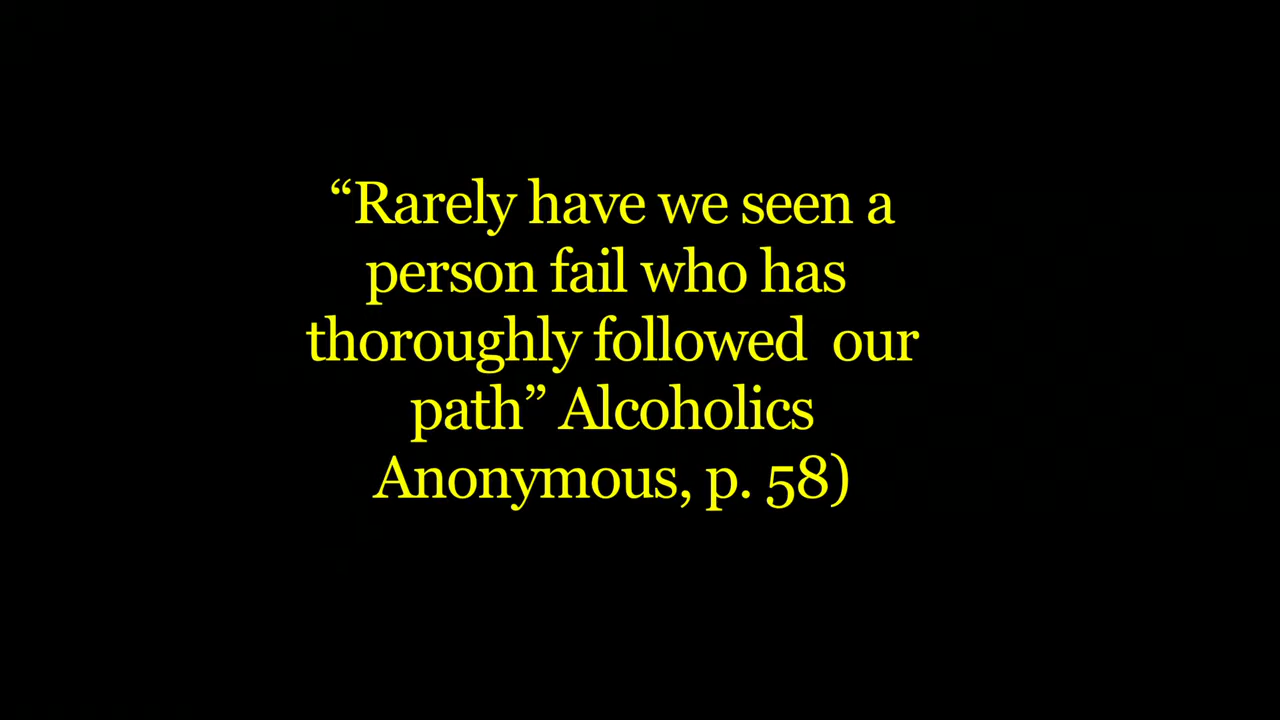 “Rarely have we seen a
person fail who has
thoroughly followed  our
path” Alcoholics
Anonymous, p. 58)